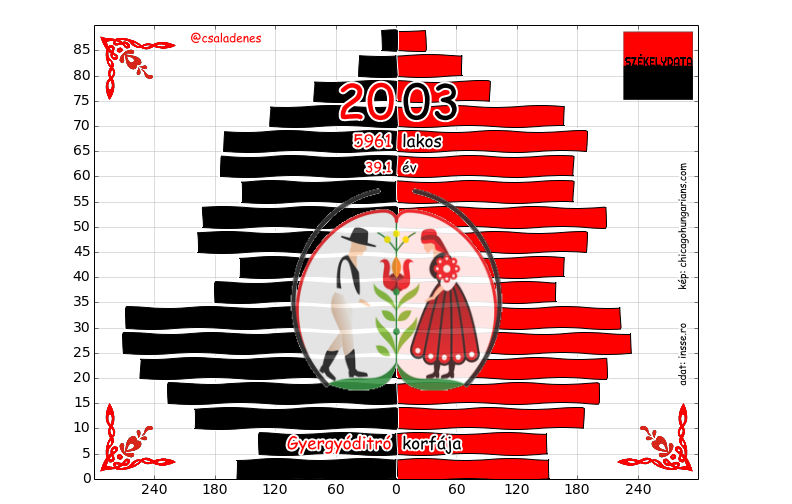 @csaladenes
SZÉKELYDATA
2003
5961 lakos
39.1 év
kép: chicagohungarians.com
adat: insse.ro
Gyergyóditró korfája
85
80
75
70
65
60
55
50
45
40
35
30
25
20
15
10
5
0
240 180 120 60 0 60 120 180 240